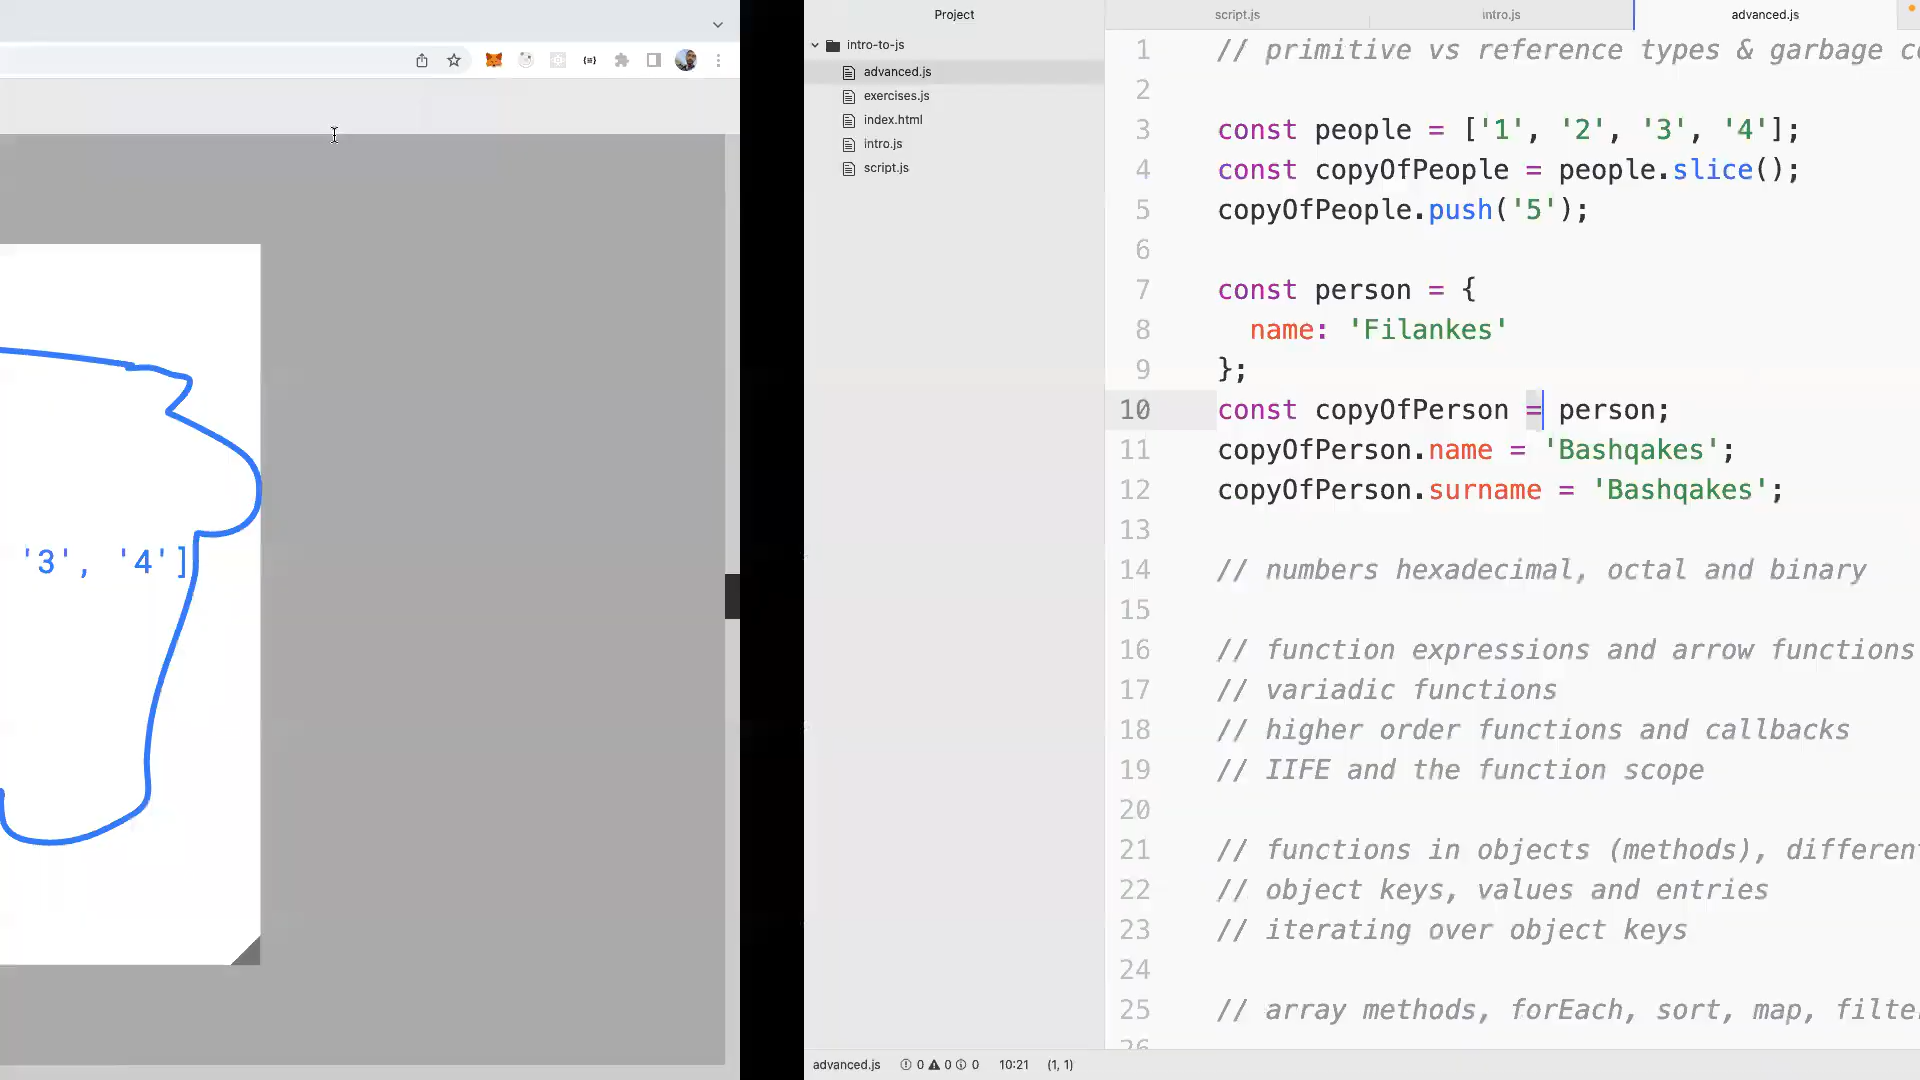 '3', '4']
Project
intro-to-js
advanced.js
exercises.js
index.html
intro.js
script.js
script.js
intro.js
advanced.js
1 // primitive vs reference types & garbage
2
3 const people = ['1', '2', '3', '4'];
4 const copyOfPeople = people.slice();
5 copyOfPeople.push('5');
6
7 const person = {
8 name: 'Filankes'
9 };
10 const copyOfPerson = person;
11 copyOfPerson.name = 'Bashqakes';
12 copyOfPerson.surname = 'Bashqakes';
13
14 // numbers hexadecimal, octal and binary
15
16 // function expressions and arrow functions
17 // variadic functions
18 // higher order functions and callbacks
19 // IIFE and the function scope
20
21 // functions in objects (methods), differen
22 // object keys, values and entries
23 // iterating over object keys
24
25 // array methods, forEach, sort, map, filte
26
advanced.js 0 0 0 10:21 (1, 1)